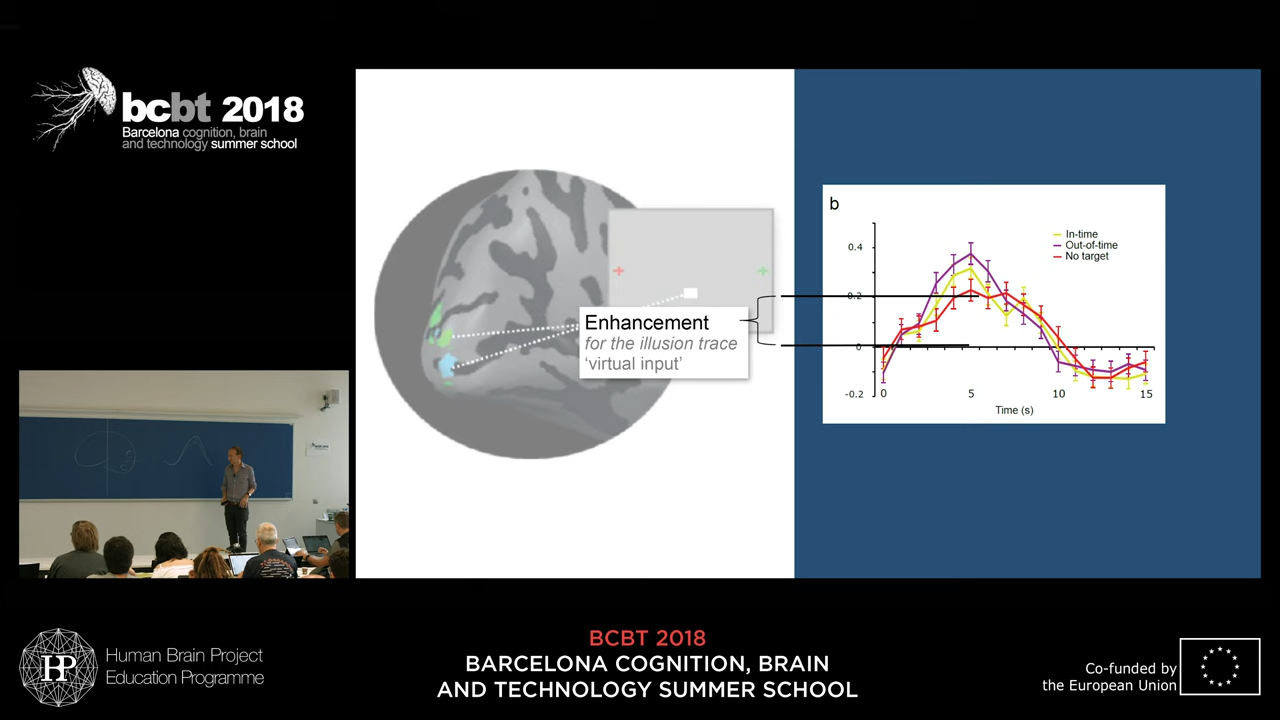 bcbt 2018
Barcelona cognition, brain
and technology summer school
Enhancement
for the illusion trace
'virtual input'
b
In-time
Out-of-time
No target
0.4
0.2
0
-0.2
0
5
10
15
Time (s)
HP
Human Brain Project
Education Programme
BCBT 2018
BARCELONA COGNITION, BRAIN
AND TECHNOLOGY SUMMER SCHOOL
Co-funded by
the European Union